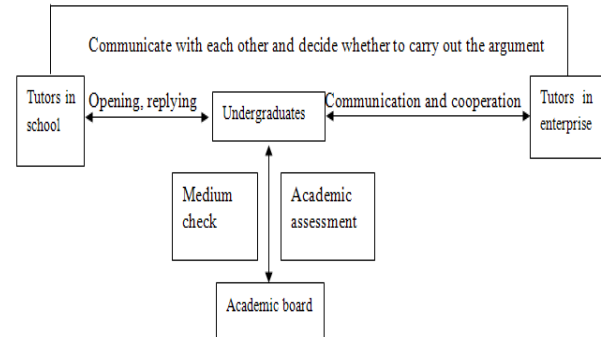 Communicate with each other and decide whether to carry out the argument
Tutors in
school
Opening, replying
Undergraduates
Communication and cooperation
Tutors in
enterprise
Medium
check
Academic
assessment
Academic board